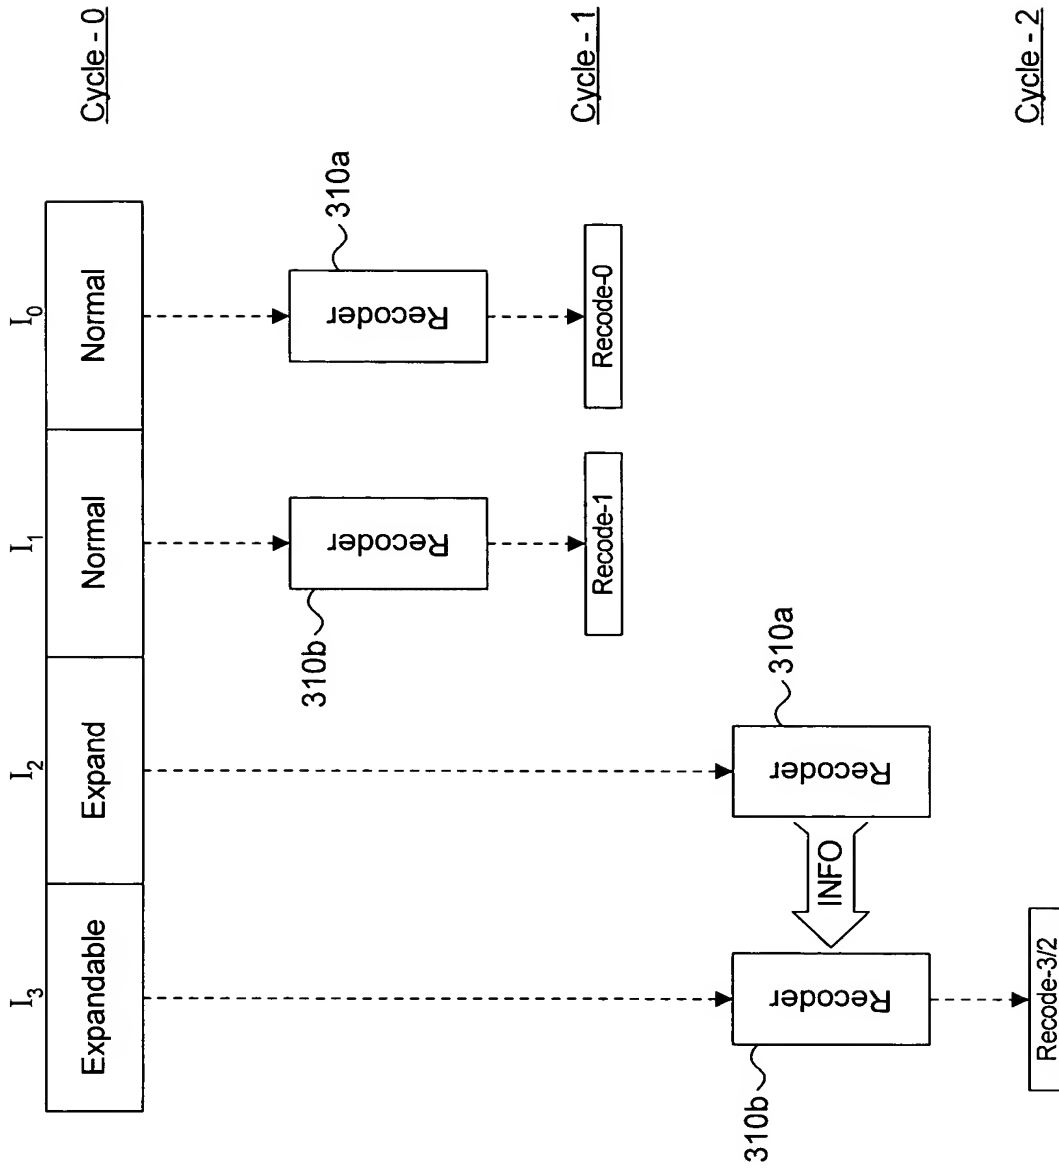 I3
I2
I1
I0
Expandable
Expand
Normal
Normal
Cycle - 0
310a
Recoder
310b
Recoder
Recode-0
Recode-1
Cycle - 1
310a
Recoder
INFO
310b
Recoder
Recode-3/2
Cycle - 2